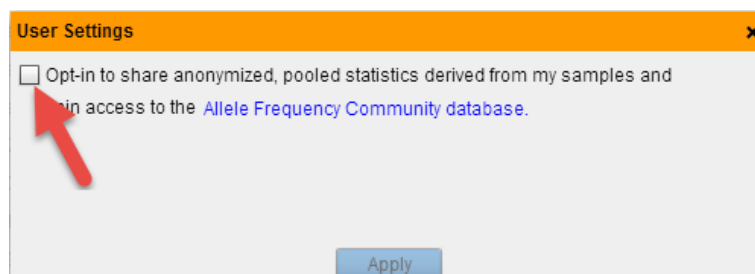 User Settings
Opt-in to share anonymized, pooled statistics derived from my samples and
access to the Allele Frequency Community database.
Apply